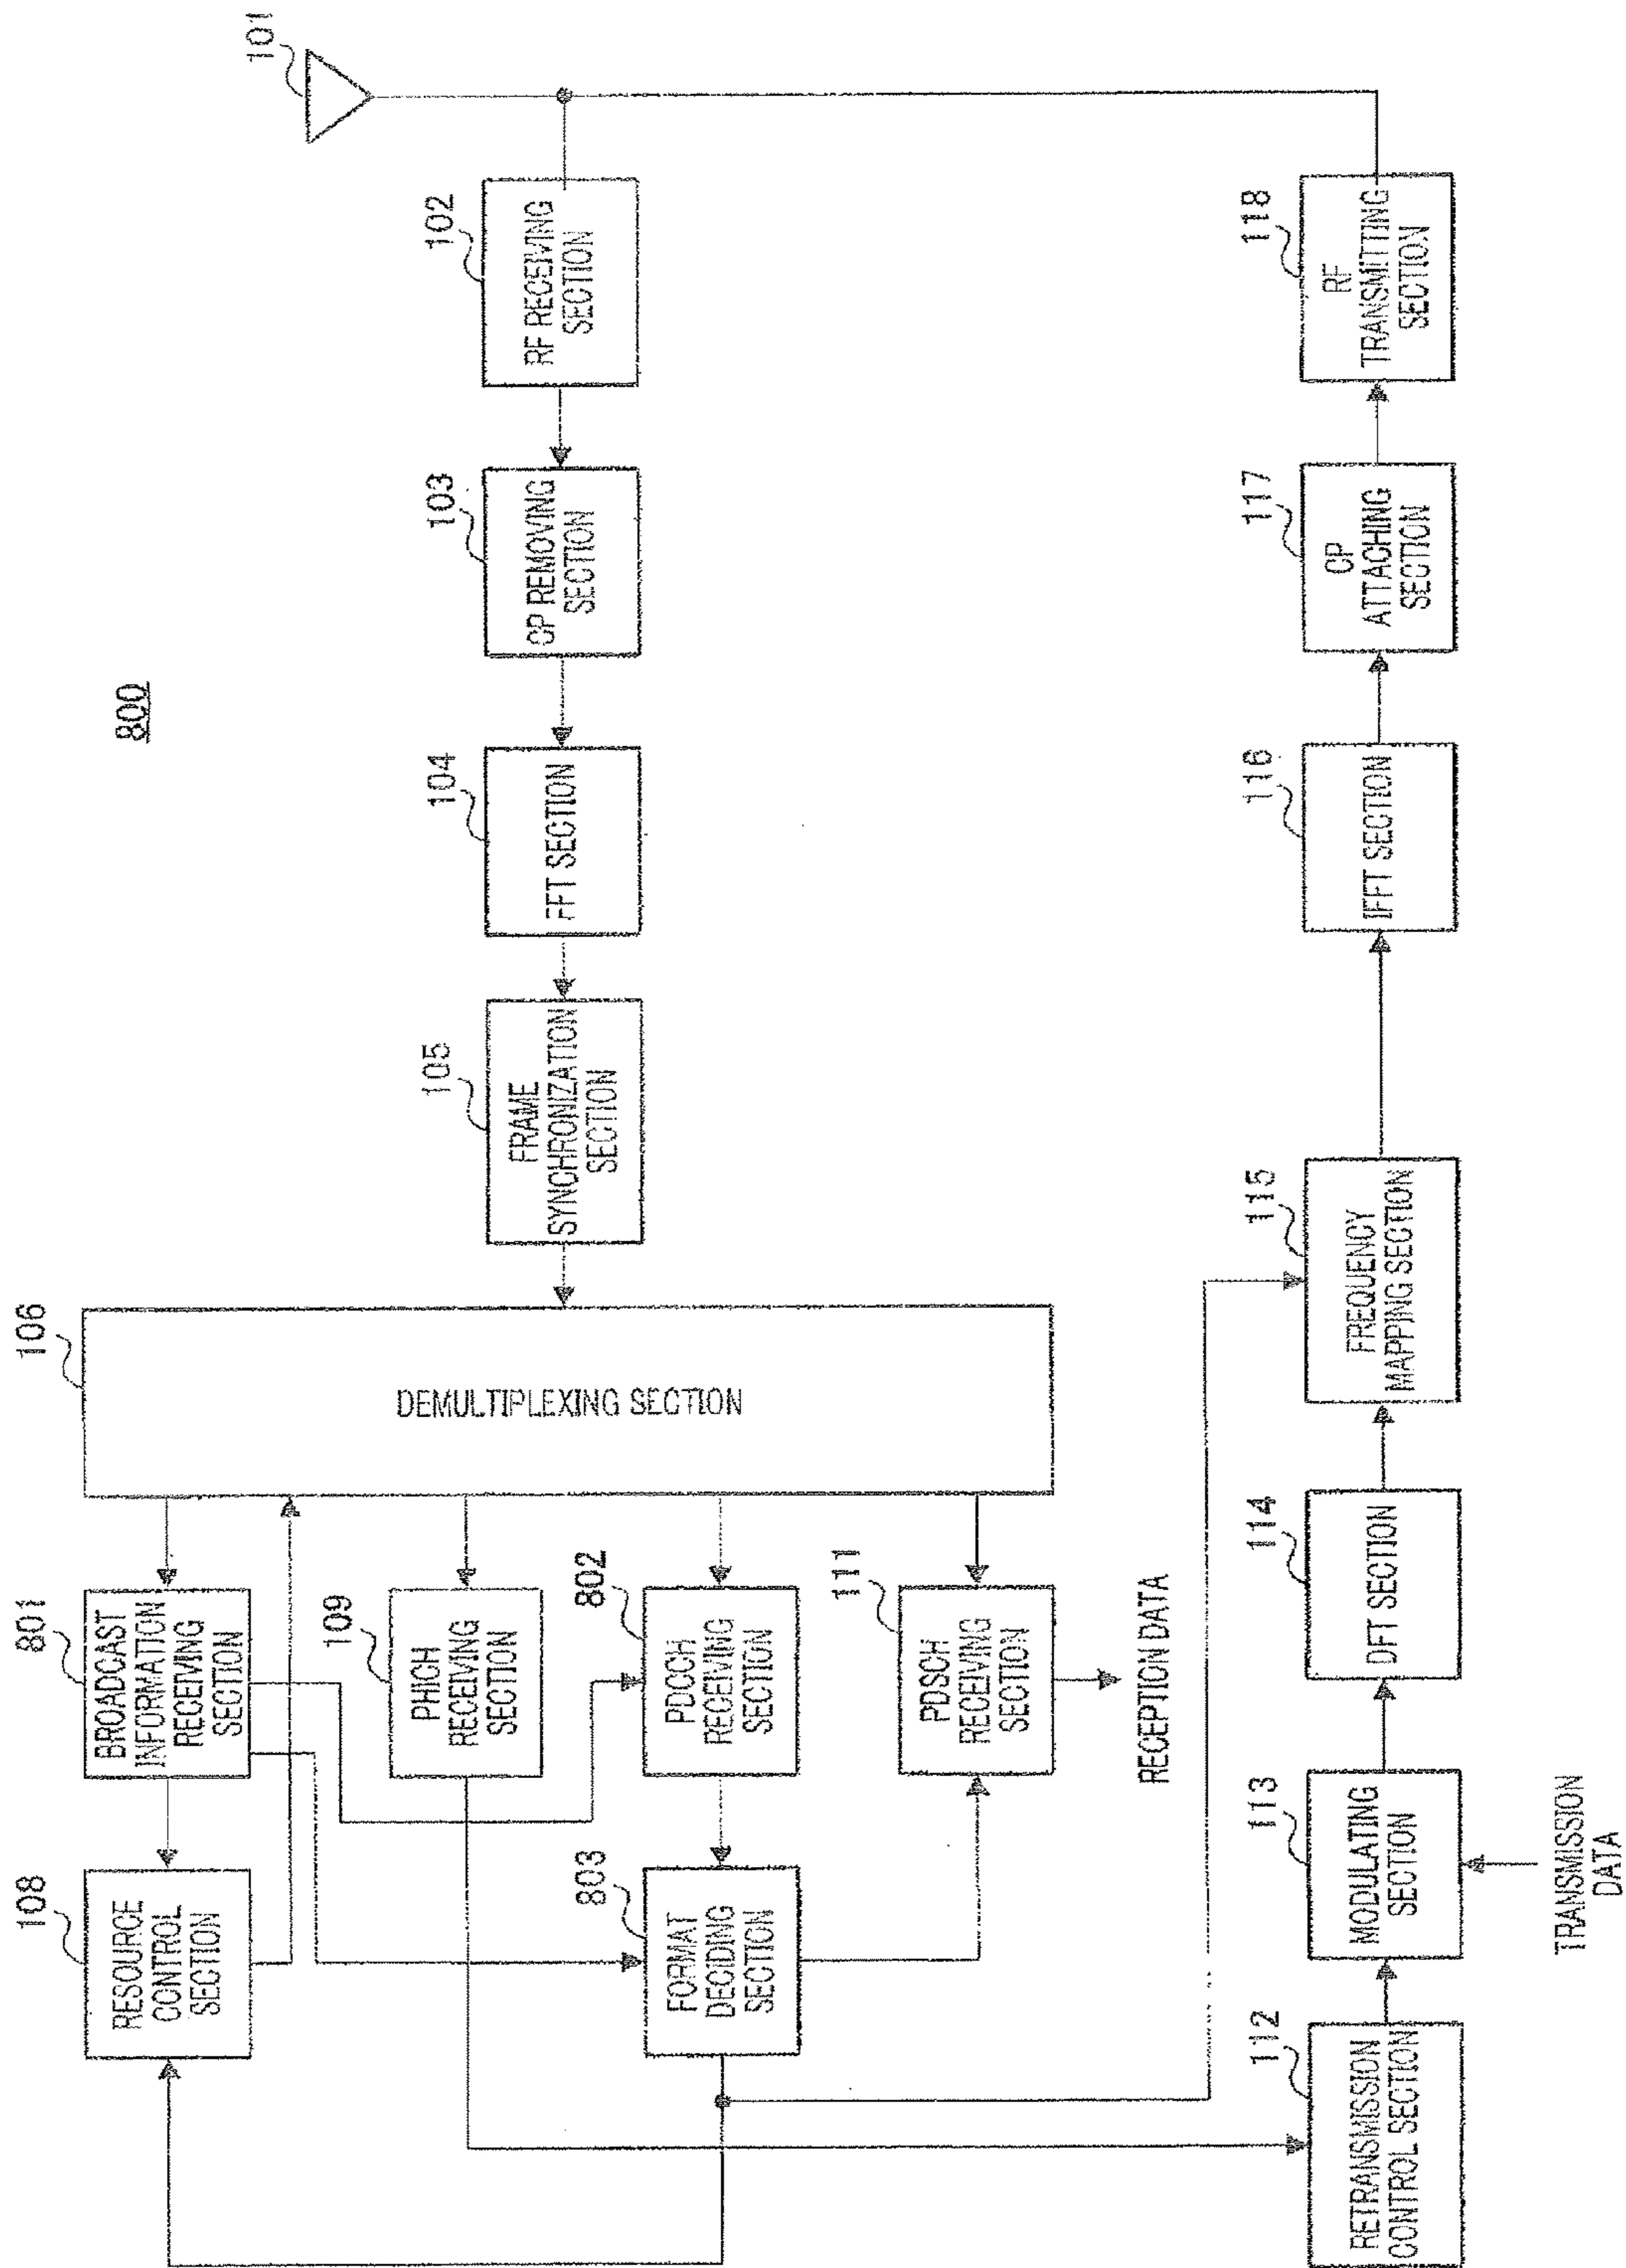 800
101
102
RF RECEIVING
SECTION
103
CP REMOVING
SECTION
104
FFT SECTION
105
FRAME
SYNCHRONIZATION
SECTION
106
DEMULTIPLEXING SECTION
801
BROADCAST
INFORMATION
RECEIVING
SECTION
108
RESOURCE
CONTROL
SECTION
109
PHICH
RECEIVING
SECTION
802
PDCCH
RECEIVING
SECTION
803
FORMAT
DECIDING
SECTION
111
PDSCH
RECEIVING
SECTION
RECEPTION DATA
112
RETRANSMISSION
CONTROL SECTION
113
MODULATING
SECTION
TRANSMISSION
DATA
114
DFT SECTION
115
FREQUENCY
MAPPING SECTION
116
IFFT SECTION
117
CP
ATTACHING
SECTION
118
RF
TRANSMITTING
SECTION